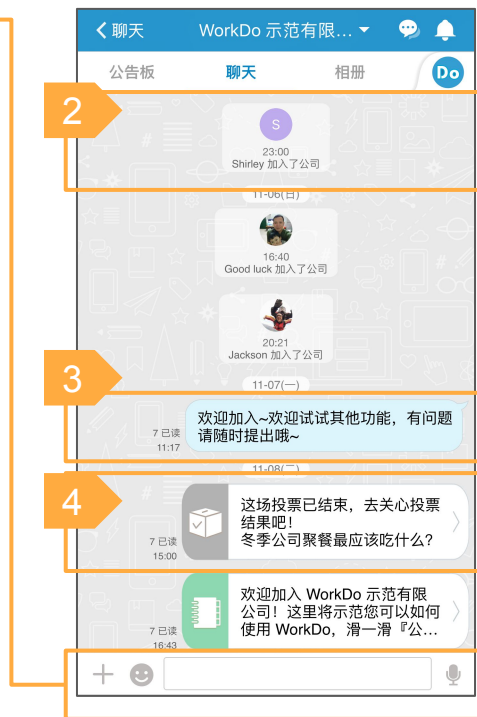 聊天
WorkDo 示范有限...
公告板
聊天
相册
Do
2
S
23:00
Shirley 加入了公司
11-06(日)
16:40
Good luck 加入了公司
20:21
Jackson 加入了公司
3
11-07(一)
欢迎加入~欢迎试试其他功能，有问题
请随时提出哦~
7 已读
11:17
11-08(二)
4
这场投票已结束，去关心投票
结果吧！
冬季公司聚餐最应该吃什么？
7 已读
15:00
欢迎加入 WorkDo 示范有限
公司！这里将示范您可以如何
使用 WorkDo，滑一滑『公...
7 已读
16:43